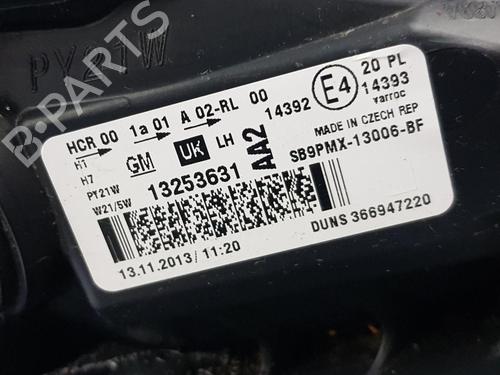 PY21W
HCR 00 1a 01 A 02-RL 00
H1
H7
PY21W
W21/5W
GM
UK
LH
13253631
AA2
14392
E4
20 PL
14393
varroc
MADE IN CZECH REP
SB9PMX-13006-BF
DUNS 366947220
13.11.2013/ 11:20
B-PARTS